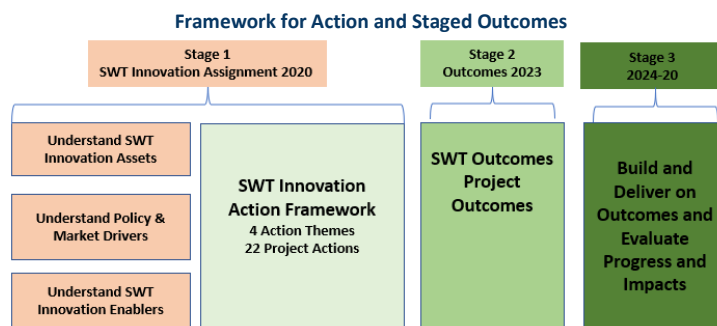 Framework for Action and Staged Outcomes
Stage 1
SWT Innovation Assignment 2020
Stage 2
Outcomes 2023
Stage 3
2024-20
Understand SWT
Innovation Assets
Understand Policy &
Market Drivers
Understand SWT
Innovation Enablers
SWT Innovation
Action Framework
4 Action Themes
22 Project Actions
SWT Outcomes
Project
Outcomes
Build and
Deliver on
Outcomes and
Evaluate
Progress and
Impacts